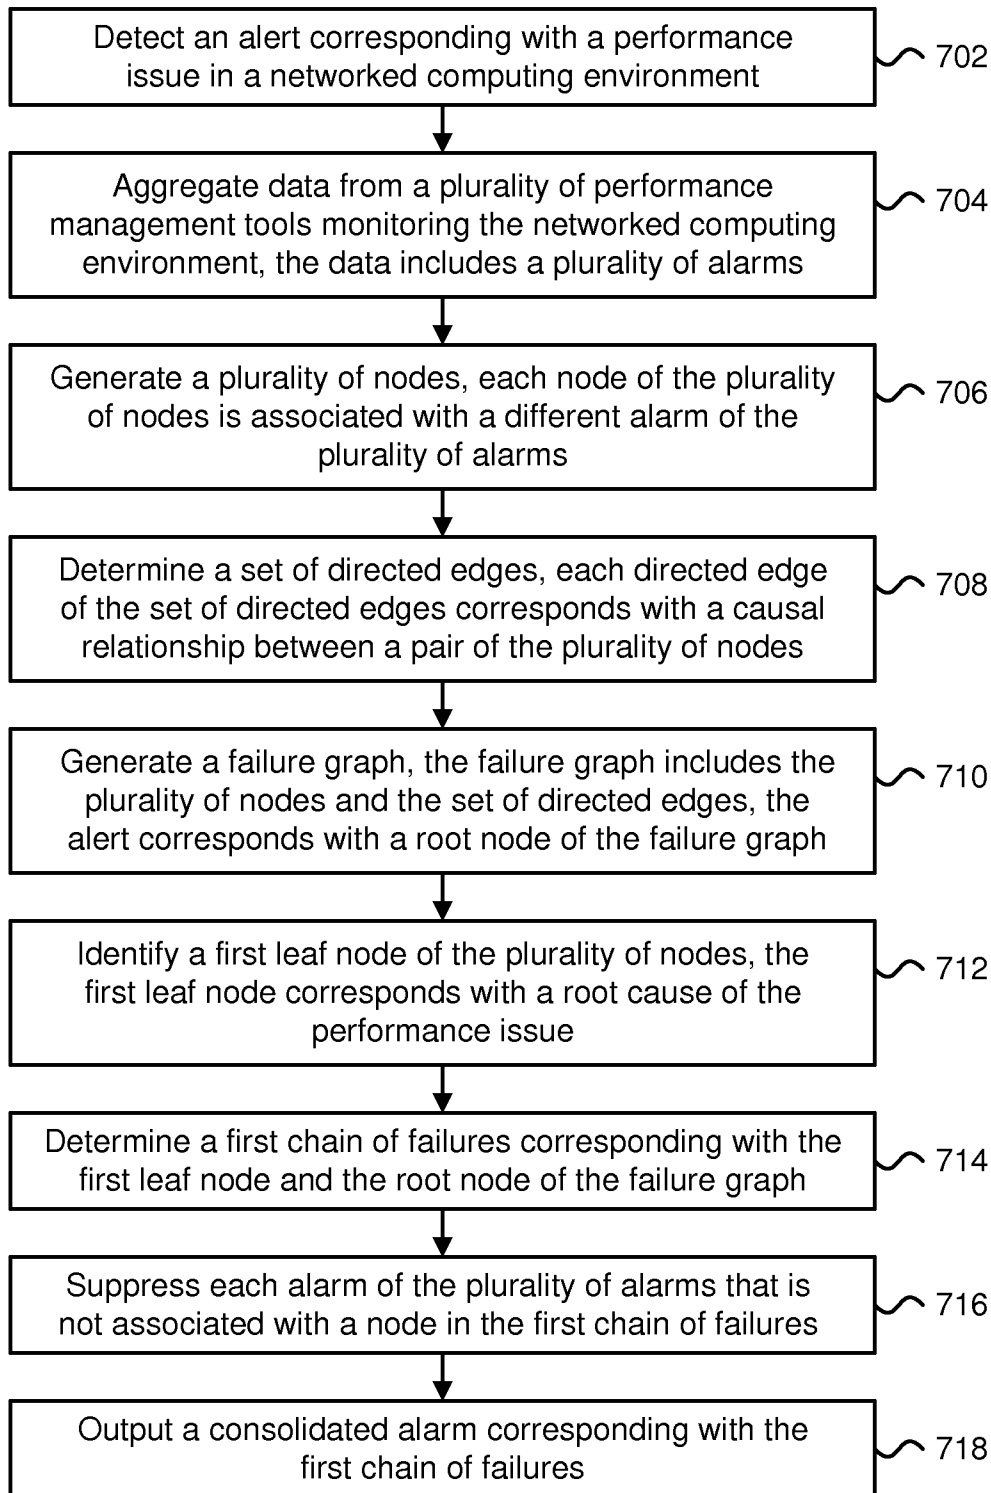 Detect an alert corresponding with a performance
issue in a networked computing environment
702
Aggregate data from a plurality of performance
management tools monitoring the networked computing
environment, the data includes a plurality of alarms
704
Generate a plurality of nodes, each node of the plurality
of nodes is associated with a different alarm of the
plurality of alarms
706
Determine a set of directed edges, each directed edge
of the set of directed edges corresponds with a causal
relationship between a pair of the plurality of nodes
708
Generate a failure graph, the failure graph includes the
plurality of nodes and the set of directed edges, the
alert corresponds with a root node of the failure graph
710
Identify a first leaf node of the plurality of nodes, the
first leaf node corresponds with a root cause of the
performance issue
712
Determine a first chain of failures corresponding with the
first leaf node and the root node of the failure graph
714
Suppress each alarm of the plurality of alarms that is
not associated with a node in the first chain of failures
716
Output a consolidated alarm corresponding with the
first chain of failures
718